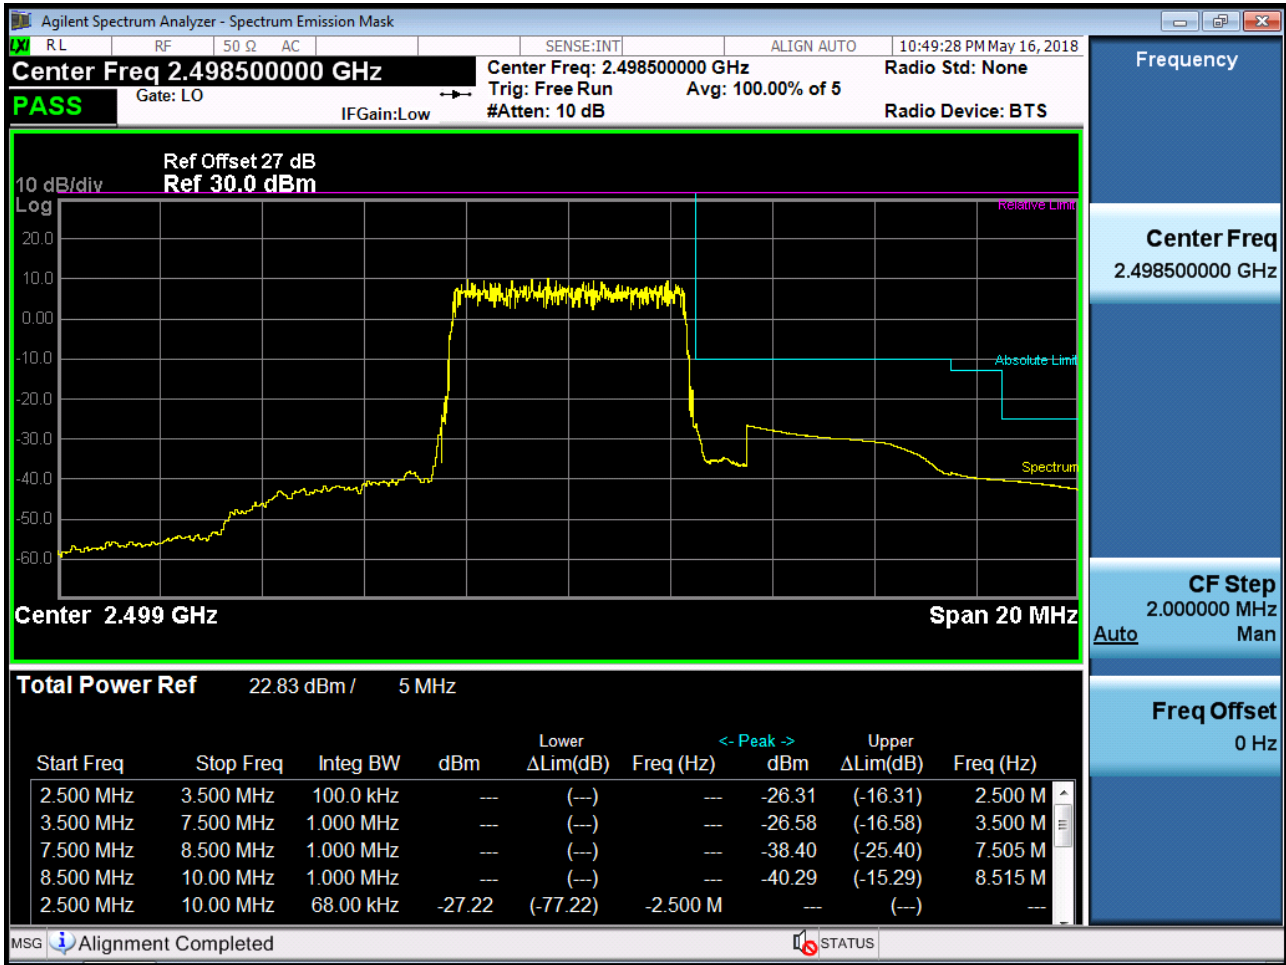 Agilent Spectrum Analyzer - Spectrum Emission Mask
LXI RL RF 50 Ω AC SENSE:INT ALIGN AUTO 10:49:28 PM May 16, 2018
Center Freq 2.498500000 GHz
PASS
Gate: LO
IFGain:Low
Center Freq: 2.498500000 GHz
Trig: Free Run Avg: 100.00% of 5
#Atten: 10 dB
Radio Std: None
Radio Device: BTS
Ref Offset 27 dB
10 dB/div Ref 30.0 dBm
Log
Relative Limit
20.0
10.0
0.00
-10.0
Absolute Limit
-20.0
-30.0
Spectrum
-40.0
-50.0
-60.0
Center 2.499 GHz Span 20 MHz
Total Power Ref 22.83 dBm / 5 MHz
Lower <- Peak -> Upper
Start Freq Stop Freq Integ BW dBm ΔLim(dB) Freq (Hz) dBm ΔLim(dB) Freq (Hz)
2.500 MHz 3.500 MHz 100.0 kHz --- (---) --- -26.31 (-16.31) 2.500 M
3.500 MHz 7.500 MHz 1.000 MHz --- (---) --- -26.58 (-16.58) 3.500 M
7.500 MHz 8.500 MHz 1.000 MHz --- (---) --- -38.40 (-25.40) 7.505 M
8.500 MHz 10.00 MHz 1.000 MHz --- (---) --- -40.29 (-15.29) 8.515 M
2.500 MHz 10.00 MHz 68.00 kHz -27.22 (-77.22) -2.500 M --- (---) ---
MSG Alignment Completed STATUS
Frequency
Center Freq
2.498500000 GHz
CF Step
2.000000 MHz
Auto Man
Freq Offset
0 Hz